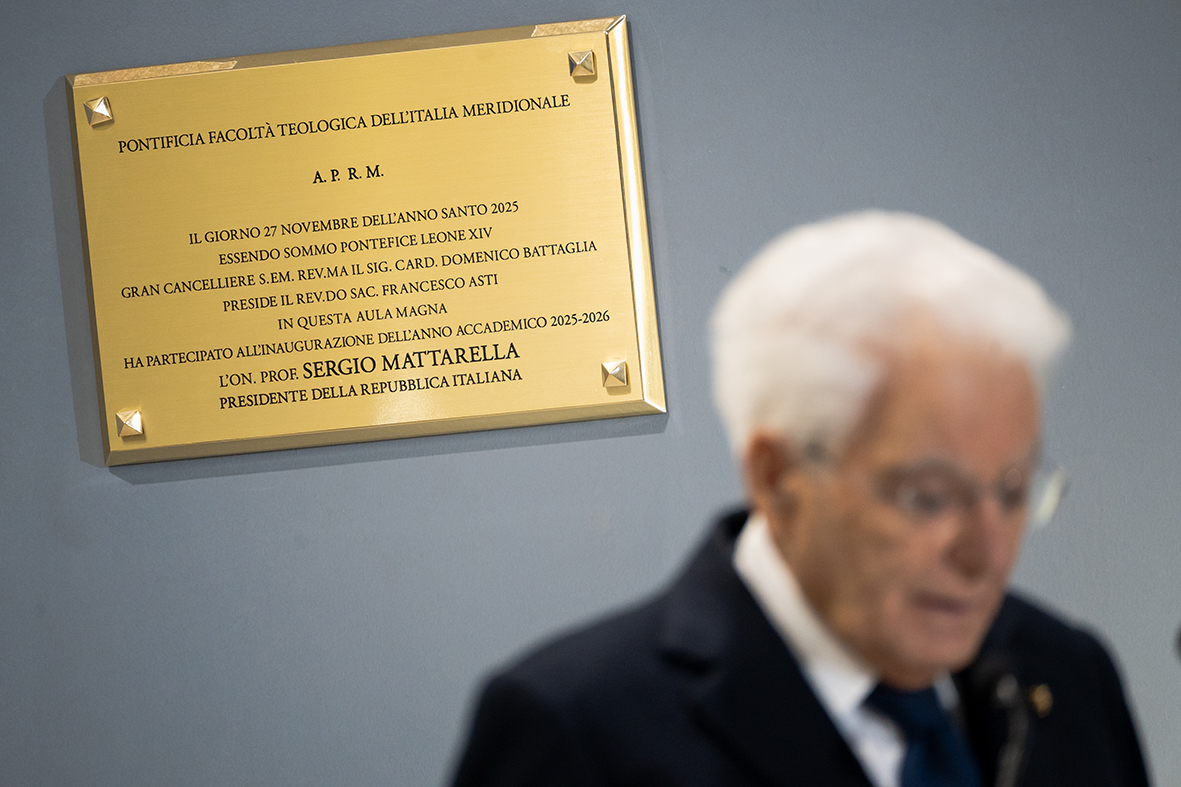 PONTIFICIA FACOLTÀ TEOLOGICA DELL'ITALIA MERIDIONALE
A. P. R. M.
IL GIORNO 27 NOVEMBRE DELL'ANNO SANTO 2025
ESSENDO SOMMO PONTEFICE LEONE XIV
GRAN CANCELLIERE S.EM. REV.MA IL SIG. CARD. DOMENICO BATTAGLIA
PRESIDE IL REV.DO SAC. FRANCESCO ASTI
IN QUESTA AULA MAGNA
HA PARTECIPATO ALL'INAUGURAZIONE DELL'ANNO ACCADEMICO 2025-2026
L'ON. PROF. SERGIO MATTARELLA
PRESIDENTE DELLA REPUBBLICA ITALIANA